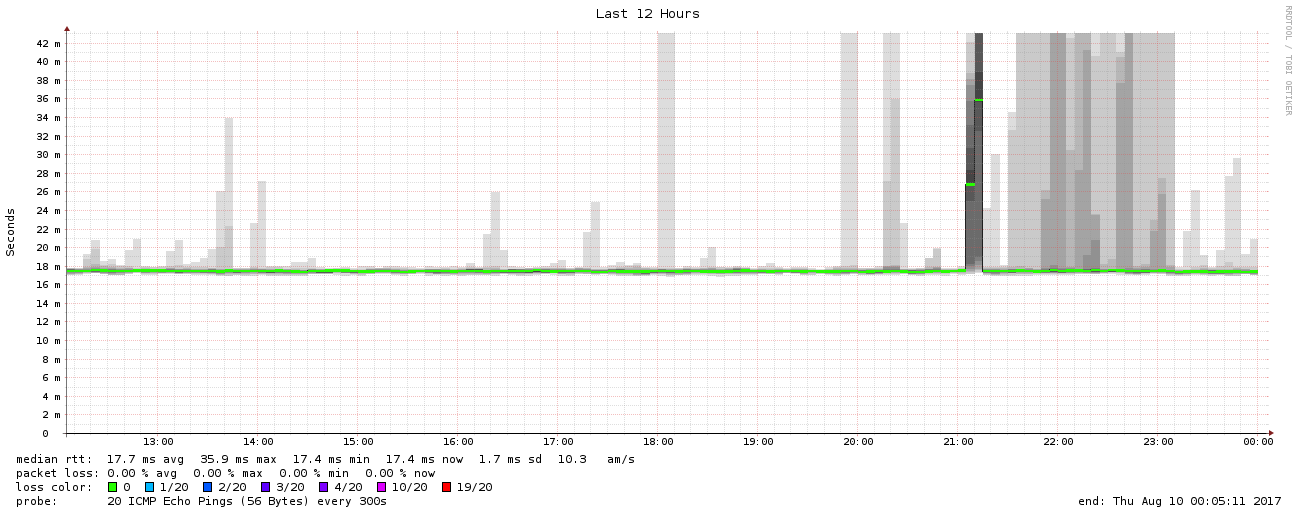 Last 12 Hours
RRDTOOL / TOBI OETIKER
Seconds
42 m
40 m
38 m
36 m
34 m
32 m
30 m
28 m
26 m
24 m
22 m
20 m
18 m
16 m
14 m
12 m
10 m
8 m
6 m
4 m
2 m
0
13:00 14:00 15:00 16:00 17:00 18:00 19:00 20:00 21:00 22:00 23:00 00:00
median rtt: 17.7 ms avg 35.9 ms max 17.4 ms min 17.4 ms now 1.7 ms sd 10.3 am/s
packet loss: 0.00 % avg 0.00 % max 0.00 % min 0.00 % now
loss color: 0 1/20 2/20 3/20 4/20 10/20 19/20
probe: 20 ICMP Echo Pings (56 Bytes) every 300s end: Thu Aug 10 00:05:11 2017